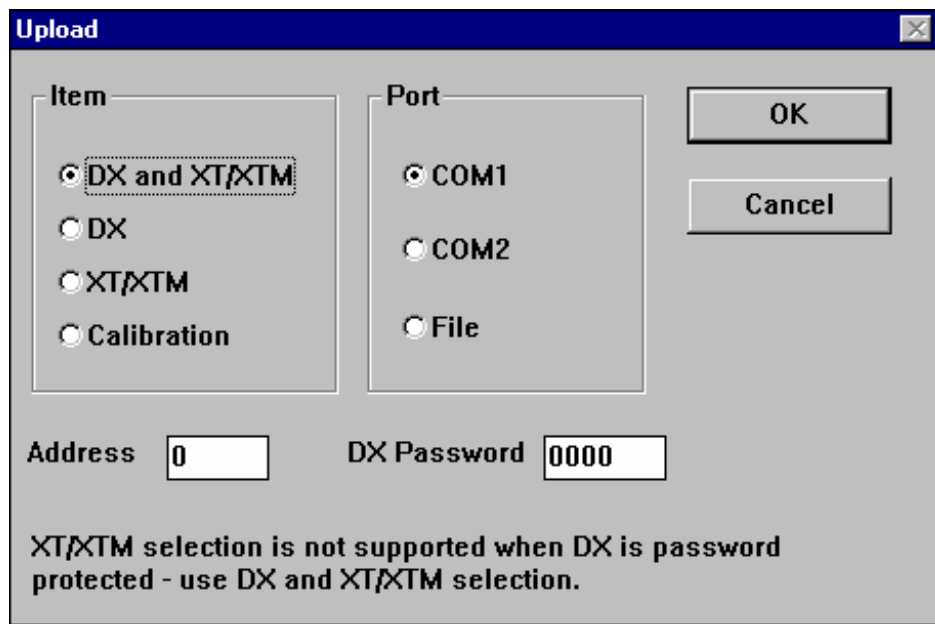 Upload
Item
DX and XT/XTM
DX
XT/XTM
Calibration
Port
COM1
COM2
File
OK
Cancel
Address 0
DX Password 0000
XT/XTM selection is not supported when DX is password
protected - use DX and XT/XTM selection.